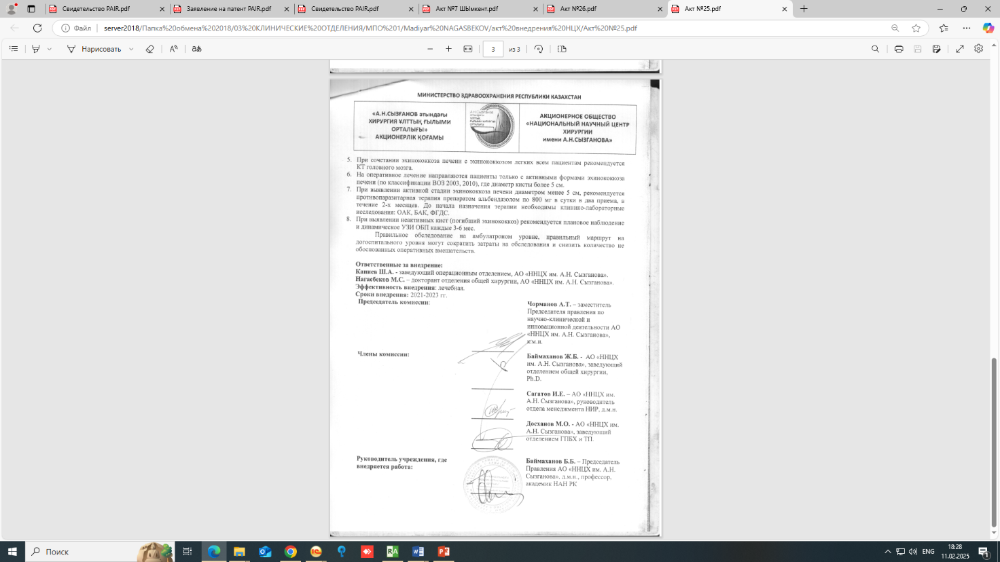 Свидетельство PAIR.pdf
Заявление на патент PAIR.pdf
Свидетельство PAIR.pdf
Акт №7 Шымкент.pdf
Акт №26.pdf
Акт №25.pdf
Файл server2018/Папка%20обмена%202018/03%20КЛИНИЧЕСКИЕ%20ОТДЕЛЕНИЯ/МПО%201/Madiyar%20NAGASBEKOV/акт%20внедрения%20НЦХ/Акт%20№25.pdf
Нарисовать
3 из 3
МИНИСТЕРСТВО ЗДРАВООХРАНЕНИЯ РЕСПУБЛИКИ КАЗАХСТАН
«А.Н.СЫЗҒАНОВ атындағы
ХИРУРГИЯ ҰЛТТЫҚ ҒЫЛЫМИ
ОРТАЛЫҒЫ»
АКЦИОНЕРЛІК ҚОҒАМЫ
АКЦИОНЕРНОЕ ОБЩЕСТВО
«НАЦИОНАЛЬНЫЙ НАУЧНЫЙ ЦЕНТР
ХИРУРГИИ
имени А.Н.СЫЗГАНОВА»
5. При сочетании эхинококкоза печени с эхинококкозом легких всем пациентам рекомендуется
КТ головного мозга.
6. На оперативное лечение направляются пациенты только с активными формами эхинококкоза
печени (по классификации ВОЗ 2003, 2010), где диаметр кисты более 5 см.
7. При выявлении активной стадии эхинококкоза печени диаметром менее 5 см, рекомендуется
противопаразитарная терапия препаратом альбендазолом по 800 мг в сутки в два приема, в
течение 2-х месяцев. До начала назначения терапии необходимы клинико-лабораторные
исследования: ОАК, БАК, ФГДС.
8. При выявлении неактивных кист (погибший эхинококкоз) рекомендуется плановое наблюдение
и динамическое УЗИ ОБП каждые 3-6 мес.
Правильное обследование на амбулатроном уровне, правильный маршрут на
догоспитального уровня могут сократить затраты на обследования и снизить количество не
обоснованных оперативных вмешательств.
Ответственные за внедрение:
Каниев Ш.А. - заведующий операционным отделением, АО «ННЦХ им. А.Н. Сызганова».
Нагасбеков М.С. – докторант отделения общей хирургии, АО «ННЦХ им. А.Н. Сызганова».
Эффективность внедрения: лечебная.
Сроки внедрения: 2021-2023 гг.
Председатель комиссии:
Чорманов А.Т. – заместитель
Председателя правления по
научно-клинической и
инновационной деятельности АО
«ННЦХ им. А.Н. Сызганова»,
к.м.н.
Члены комиссии:
Баймаханов Ж.Б. - АО «ННЦХ
им. А.Н. Сызганова», заведующий
отделением общей хирургии,
Ph.D.
Сагатов И.Е. – АО «ННЦХ им.
А.Н. Сызганова», руководитель
отдела менеджмента НИР, д.м.н.
Досханов М.О. - АО «ННЦХ им.
А.Н. Сызганова», заведующий
отделением ГПБХ и ТП.
Руководитель учреждения, где
внедряется работа:
Баймаханов Б.Б. – Председатель
Правления АО «ННЦХ им. А.Н.
Сызганова», д.м.н., профессор,
академик НАН РК
Поиск
ENG
18:28
11.02.2025